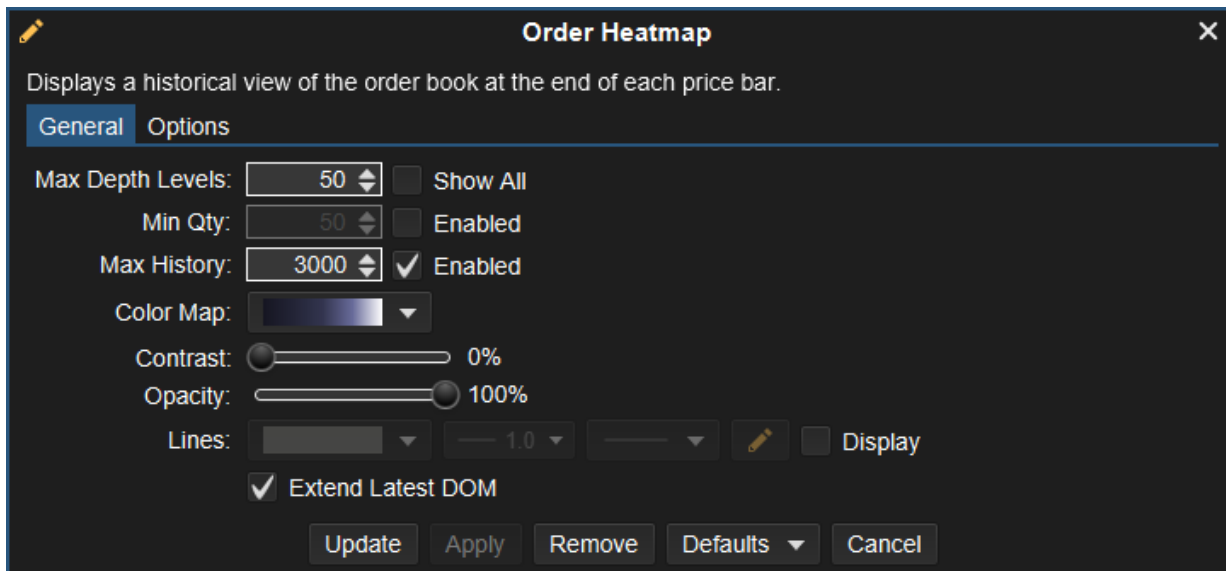 Order Heatmap
Displays a historical view of the order book at the end of each price bar.
General Options
Max Depth Levels: 50 Show All
Min Qty: 50 Enabled
Max History: 3000 Enabled
Color Map:
Contrast: 0%
Opacity: 100%
Lines: 1.0 Display
Extend Latest DOM
Update Apply Remove Defaults Cancel